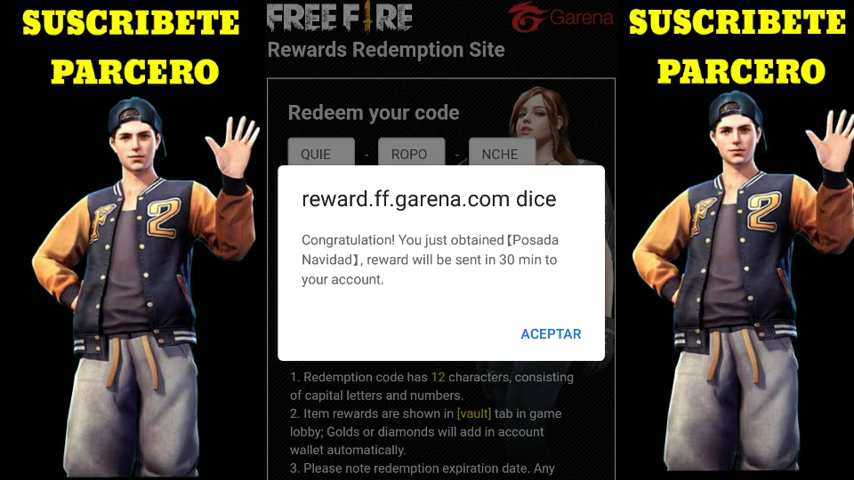 SUSCRIBETE
PARCERO
FREE FIRE
Garena
Rewards Redemption Site
Redeem your code
QUIE - ROPO - NCHE
reward.ff.garena.com dice
Congratulation! You just obtained【Posada
Navidad】, reward will be sent in 30 min to
your account.
ACEPTAR
1. Redemption code has 12 characters, consisting
of capital letters and numbers.
2. Item rewards are shown in [vault] tab in game
lobby; Golds or diamonds will add in account
wallet automatically.
3. Please note redemption expiration date. Any
SUSCRIBETE
PARCERO
F 2
F 2